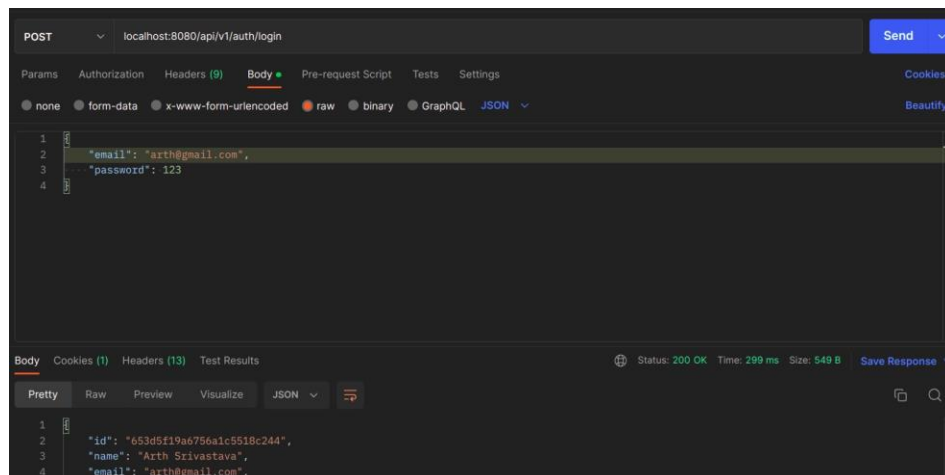 POST localhost:8080/api/v1/auth/login Send
Params Authorization Headers (9) Body Pre-request Script Tests Settings Cookies
none form-data x-www-form-urlencoded raw binary GraphQL JSON Beautify
1 {
2 "email": "arth@gmail.com",
3 "password": 123
4 }
Body Cookies (1) Headers (13) Test Results Status: 200 OK Time: 299 ms Size: 549 B Save Response
Pretty Raw Preview Visualize JSON
1 {
2 "id": "653d5f19a6756a1c5518c244",
3 "name": "Arth Srivastava",
4 "email": "arth@gmail.com",